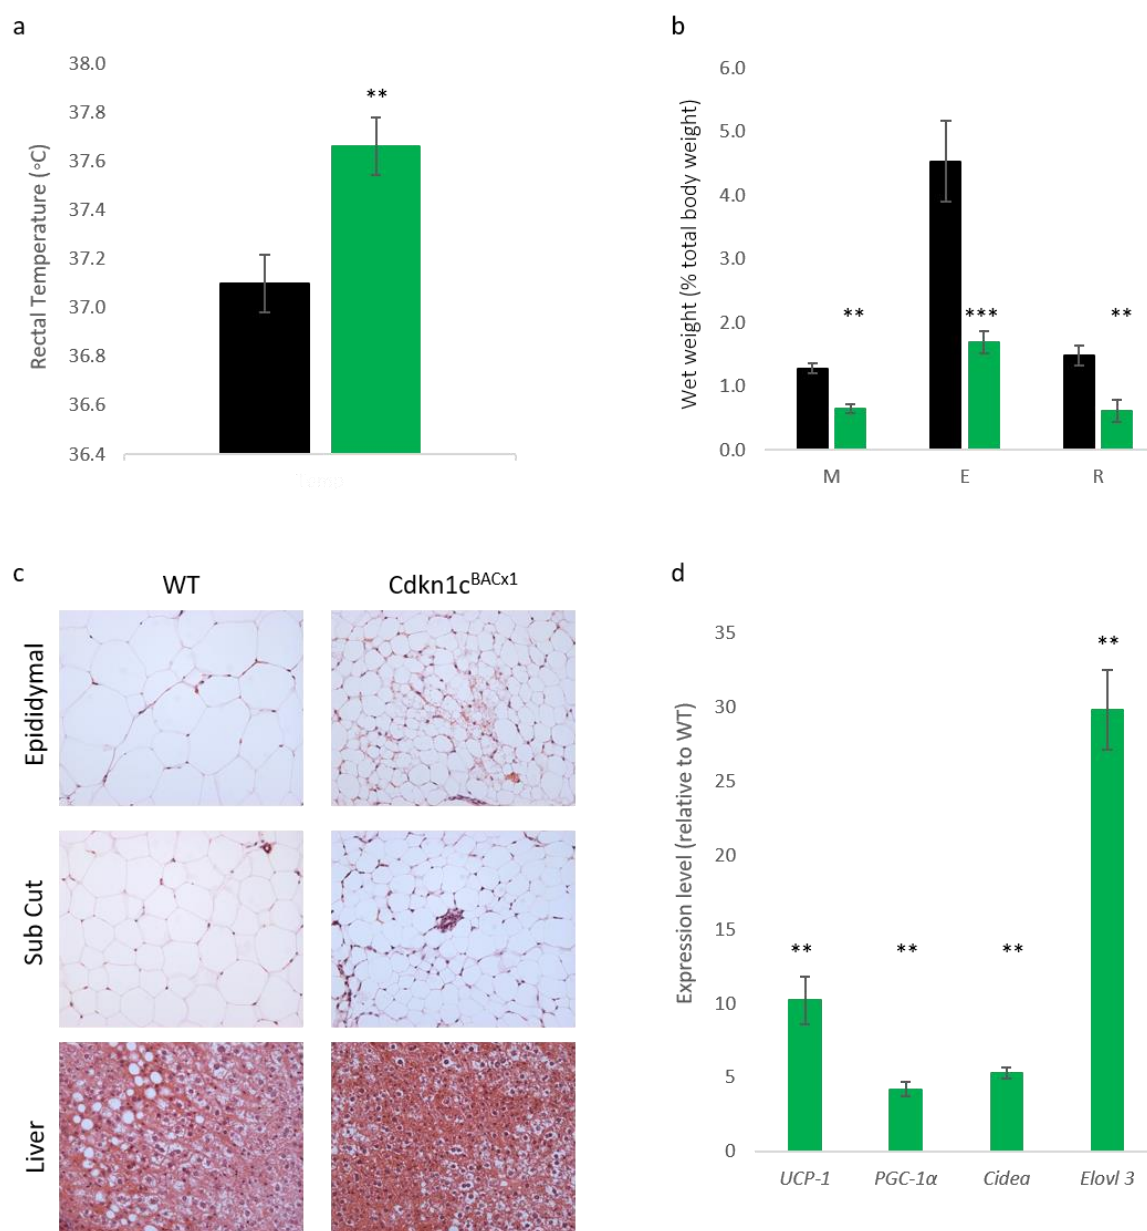 a
38.0
37.8
37.6
37.4
37.2
37.0
36.8
36.6
36.4
Rectal Temperature (°C)
**
Temp
b
6.0
5.0
4.0
3.0
2.0
1.0
0.0
Wet weight (% total body weight)
**
***
**
M E R
c
WT Cdkn1cBACx1
Epididymal
Sub Cut
Liver
d
35
30
25
20
15
10
5
0
Expression level (relative to WT)
**
**
**
**
UCP-1 PGC-1α Cidea Elovl 3